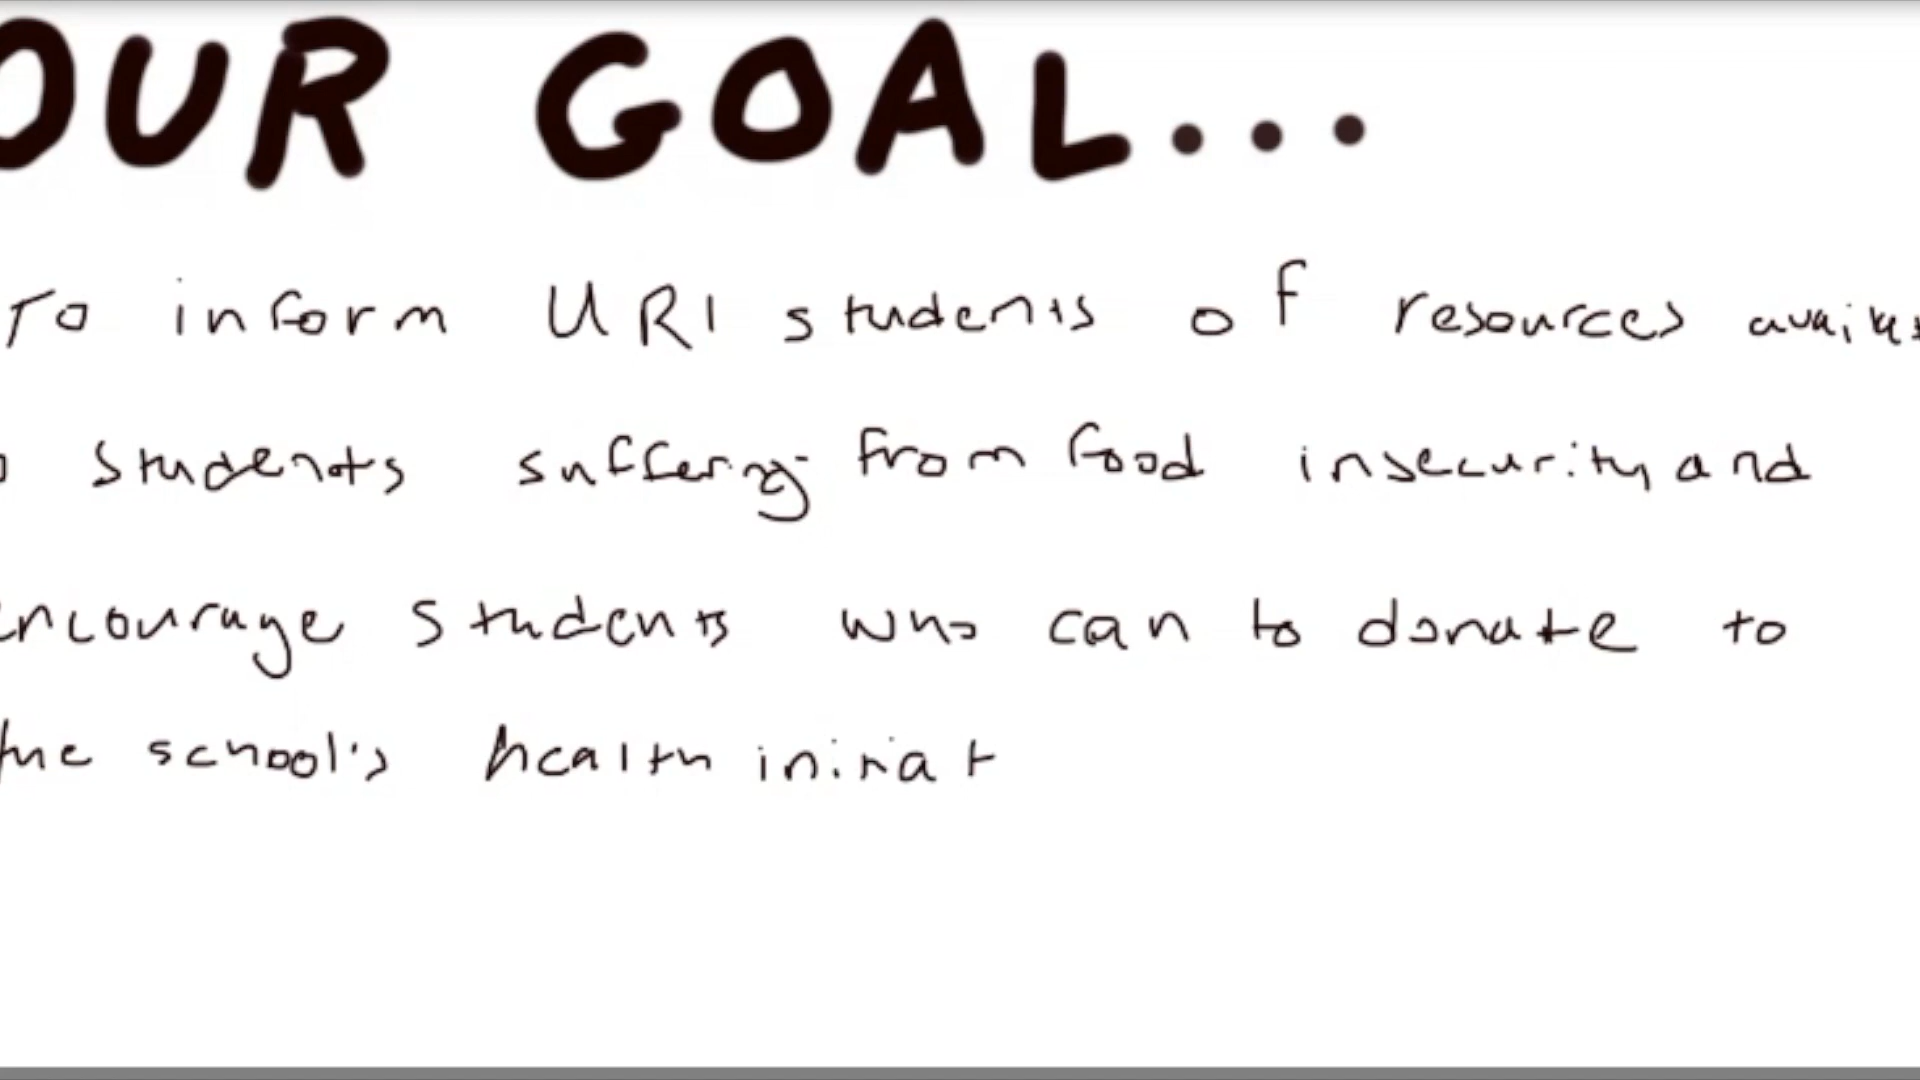 OUR GOAL...
To inform URI students of resources
students suffering from food insecurity and
encourage students who can to donate to
the school's health initiat